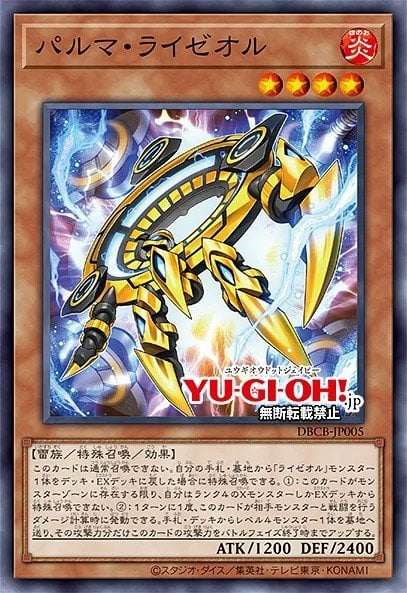 パルマ・ライゼオル
ほのお
炎
ユウギオウドットジェイピー
YU-GI-OH!.jp
無断転載禁止
DBCB-JP005
【雷族／特殊召喚／効果】
このカードは通常召喚できない。自分の手札・墓地から「ライゼオル」モンスター
1体をデッキ・EXデッキに戻した場合に特殊召喚できる。①：このカードがモン
スターゾーンに存在する限り、自分はランク4のXモンスターしかEXデッキから
特殊召喚できない。②：1ターンに1度、このカードが相手モンスターと戦闘を行う
ダメージ計算時に発動できる。手札・デッキからレベル4モンスター1体を墓地へ
送り、その攻撃力分だけこのカードの攻撃力をバトルフェイズ終了時までアップする。
ATK/1200 DEF/2400
©スタジオ・ダイス／集英社・テレビ東京・KONAMI